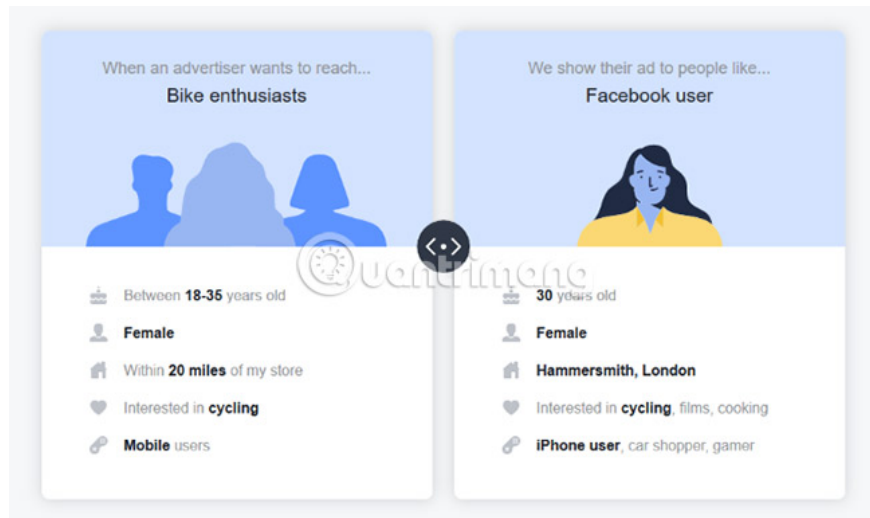 When an advertiser wants to reach...
Bike enthusiasts
Between 18-35 years old
Female
Within 20 miles of my store
Interested in cycling
Mobile users
We show their ad to people like...
Facebook user
30 years old
Female
Hammersmith, London
Interested in cycling, films, cooking
iPhone user, car shopper, gamer
Quantrimang